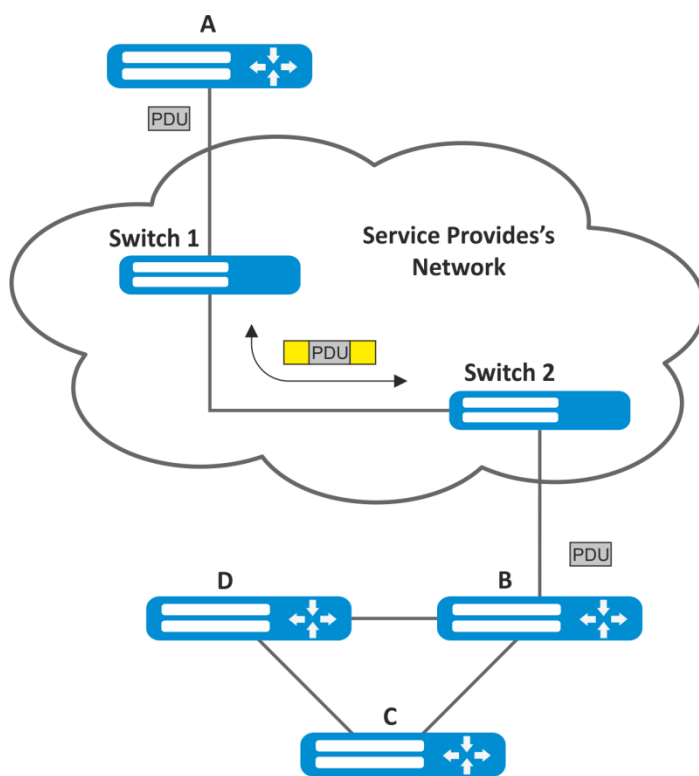 A
PDU
Switch 1
Service Provides's
Network
PDU
Switch 2
PDU
D
B
C